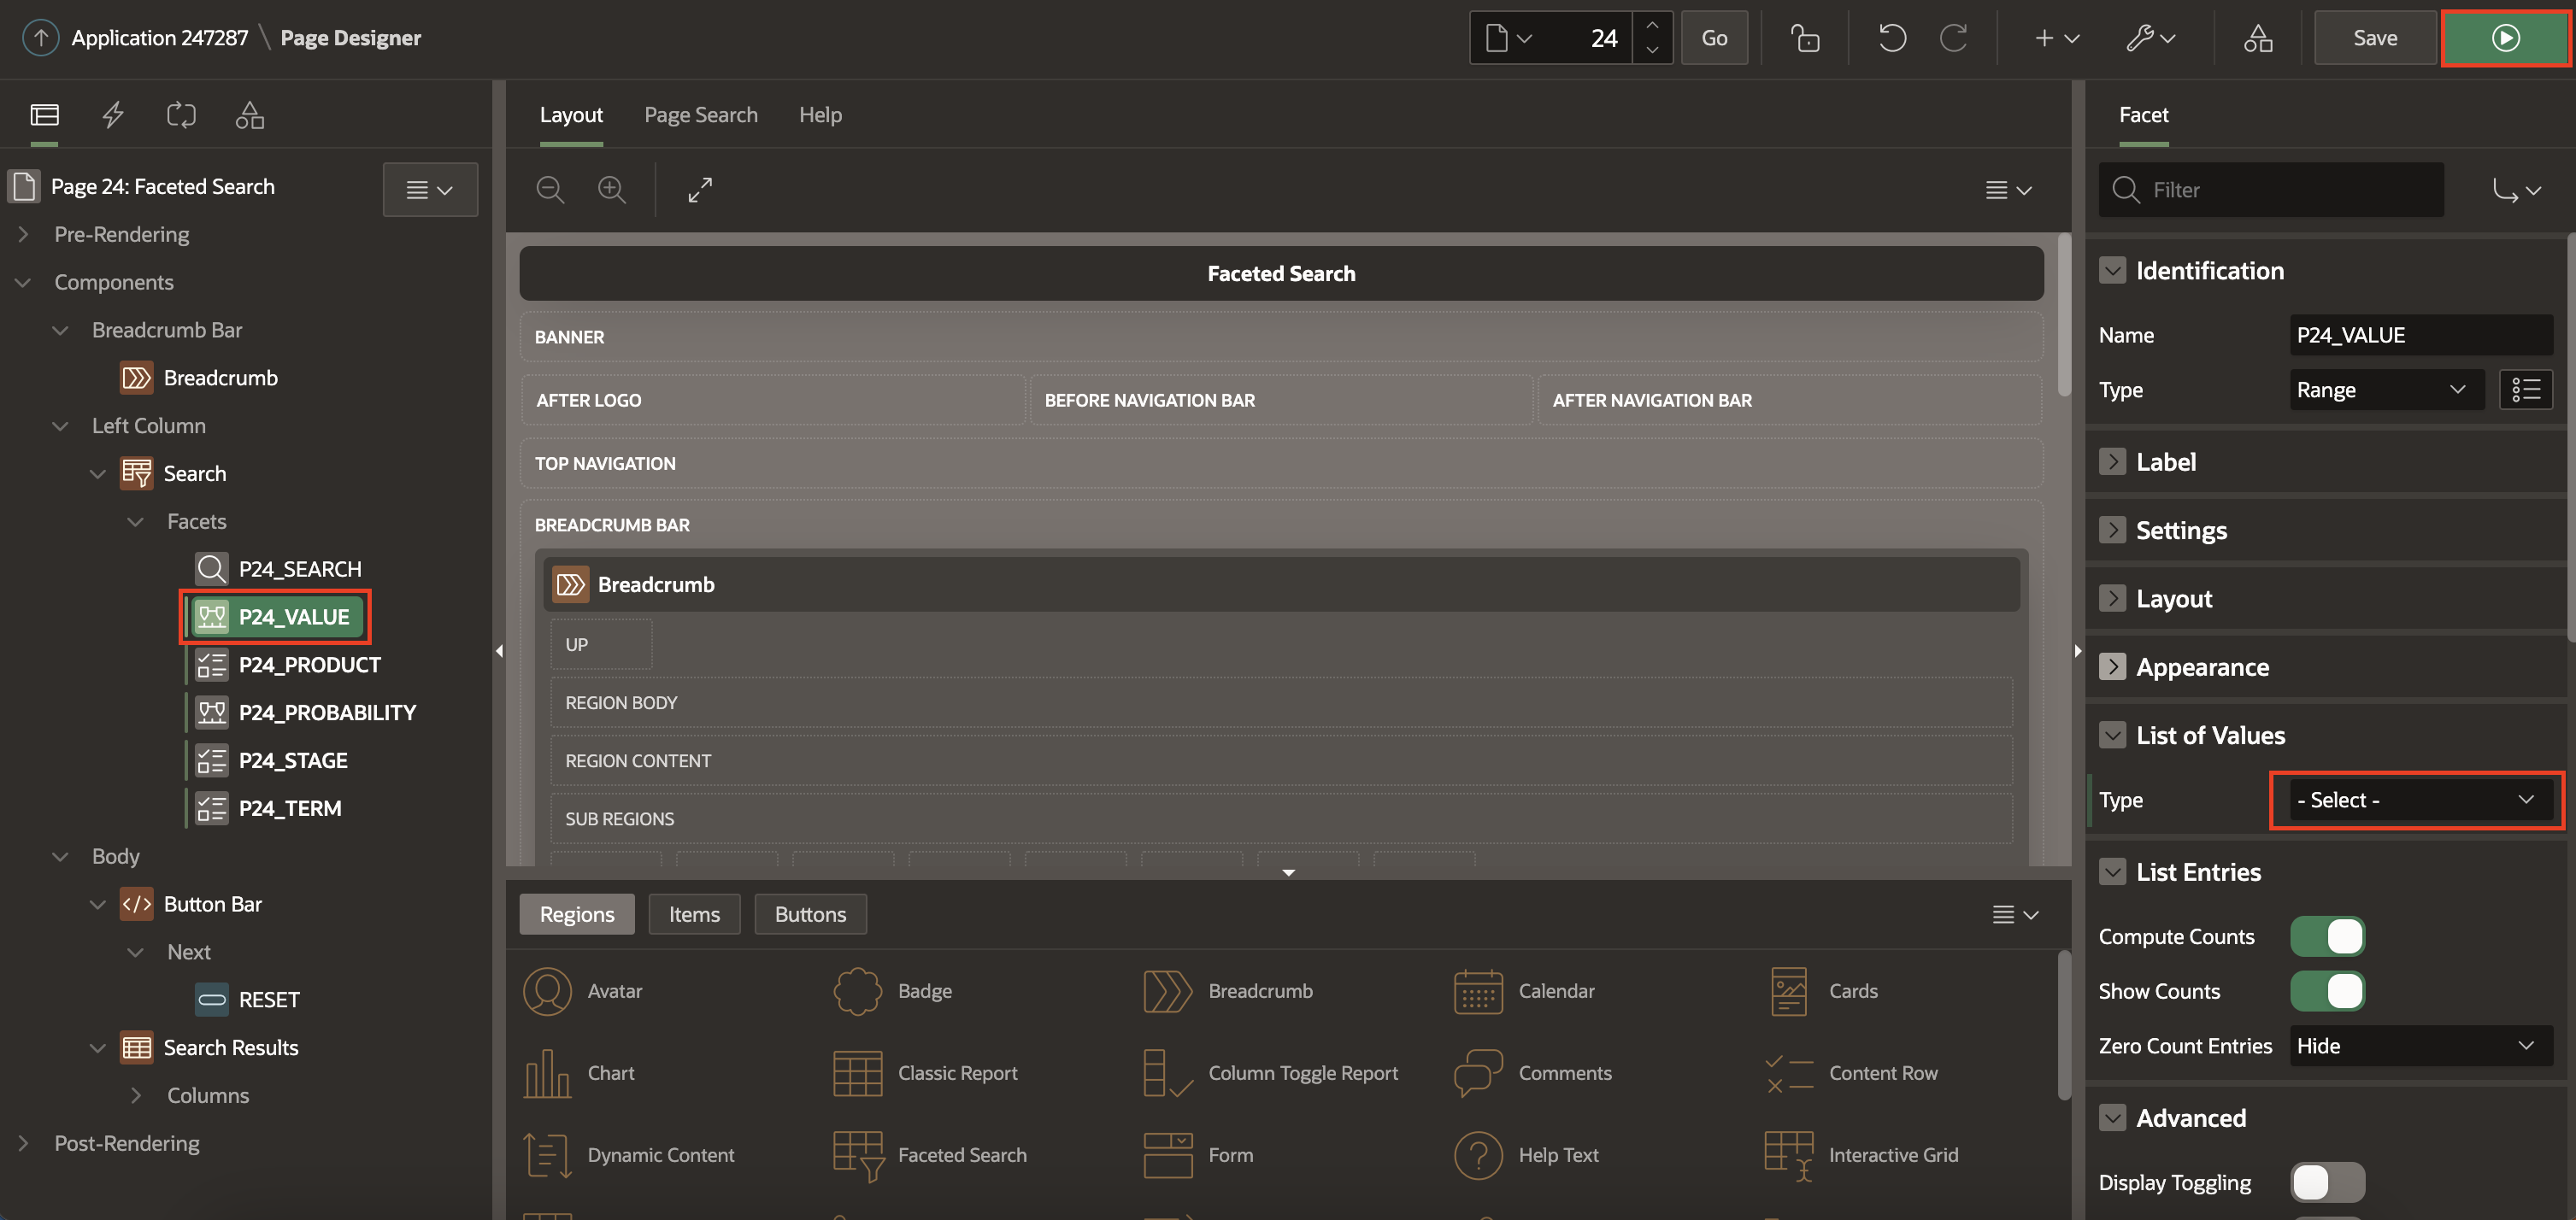 Application 247287 \ Page Designer
24
Go
Save
Layout Page Search Help
Facet
Page 24: Faceted Search
Filter
Pre-Rendering
Components
Breadcrumb Bar
Breadcrumb
Left Column
Search
Facets
P24_SEARCH
P24_VALUE
P24_PRODUCT
P24_PROBABILITY
P24_STAGE
P24_TERM
Body
Button Bar
Next
RESET
Search Results
Columns
Post-Rendering
Faceted Search
BANNER
AFTER LOGO BEFORE NAVIGATION BAR AFTER NAVIGATION BAR
TOP NAVIGATION
BREADCRUMB BAR
Breadcrumb
UP
REGION BODY
REGION CONTENT
SUB REGIONS
Regions Items Buttons
Avatar Badge Breadcrumb Calendar Cards
Chart Classic Report Column Toggle Report Comments Content Row
Dynamic Content Faceted Search Form Help Text Interactive Grid
Identification
Name P24_VALUE
Type Range
Label
Settings
Layout
Appearance
List of Values
Type - Select -
List Entries
Compute Counts
Show Counts
Zero Count Entries Hide
Advanced
Display Toggling